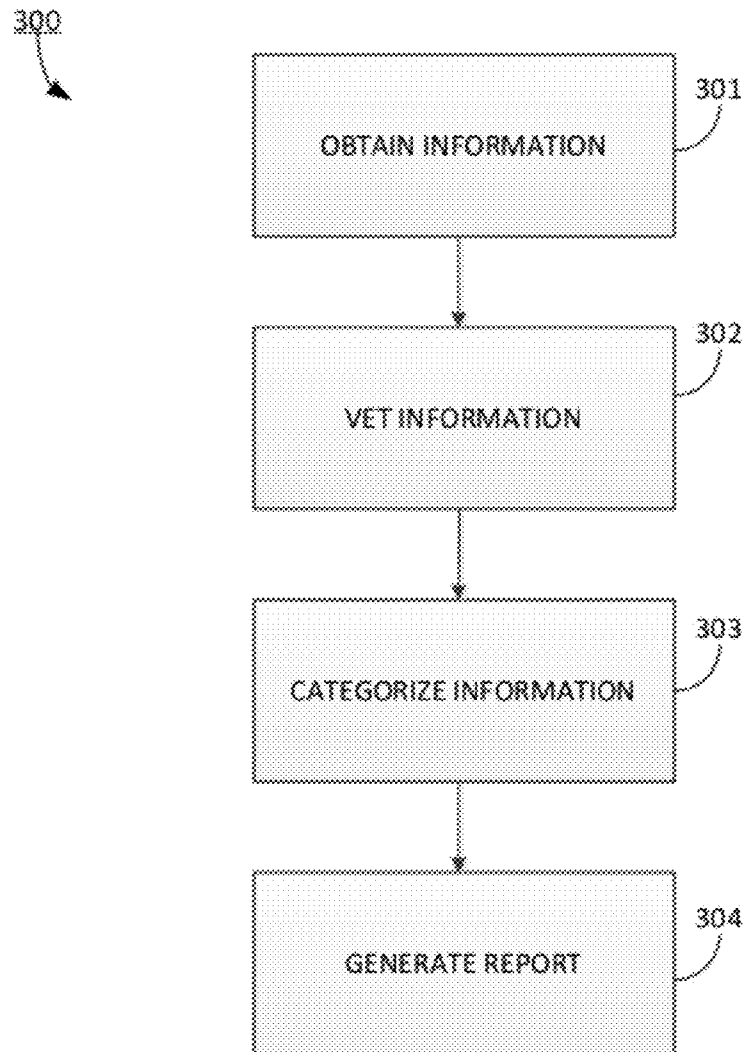 300
301
OBTAIN INFORMATION
302
VET INFORMATION
303
CATEGORIZE INFORMATION
304
GENERATE REPORT